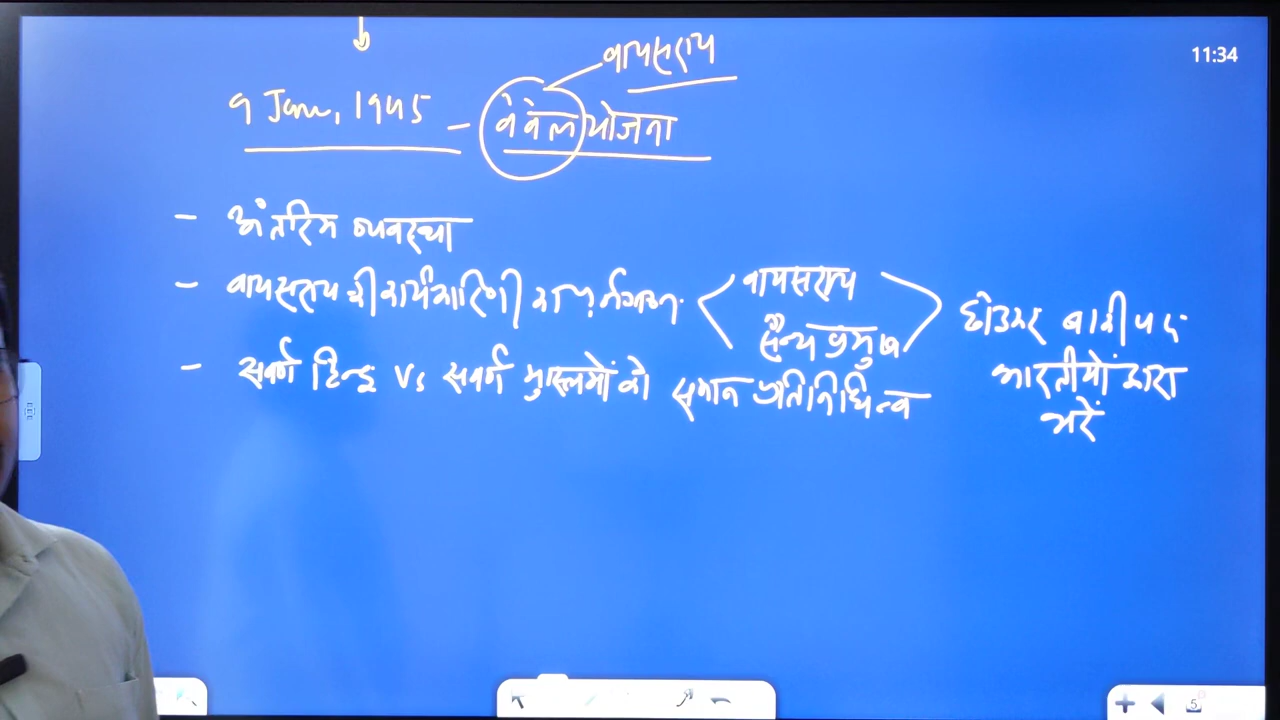 11:34
वायसराय
9 Jan, 1945 - वेवेल योजना
- अंतरिम व्यवस्था
- वायसराय की कार्यकारिणी का पुनर्गठन
वायसराय
सैन्य प्रमुख
छोड़कर बाकी पद
भारतीयों द्वारा
भरें
- सवर्ण हिन्दू Vs सवर्ण मुस्लिमों को समान प्रतिनिधित्व
5